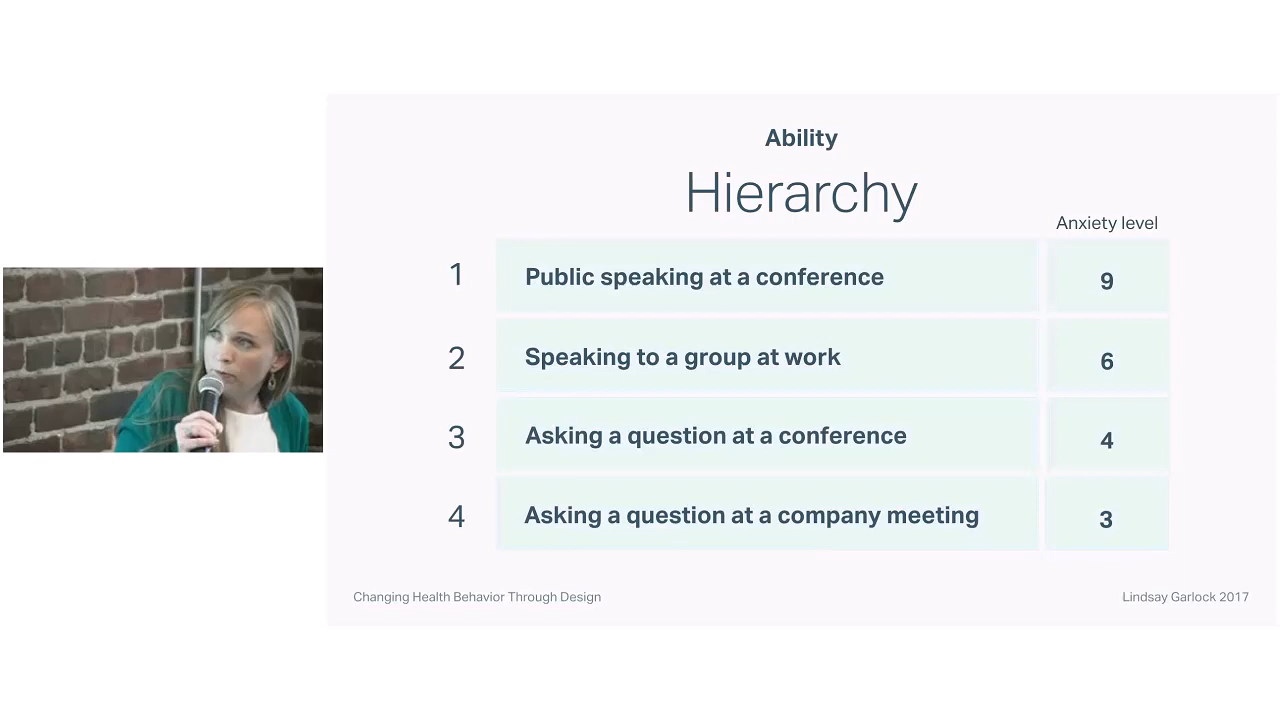 Ability
Hierarchy
Anxiety level
1 Public speaking at a conference 9
2 Speaking to a group at work 6
3 Asking a question at a conference 4
4 Asking a question at a company meeting 3
Changing Health Behavior Through Design
Lindsay Garlock 2017